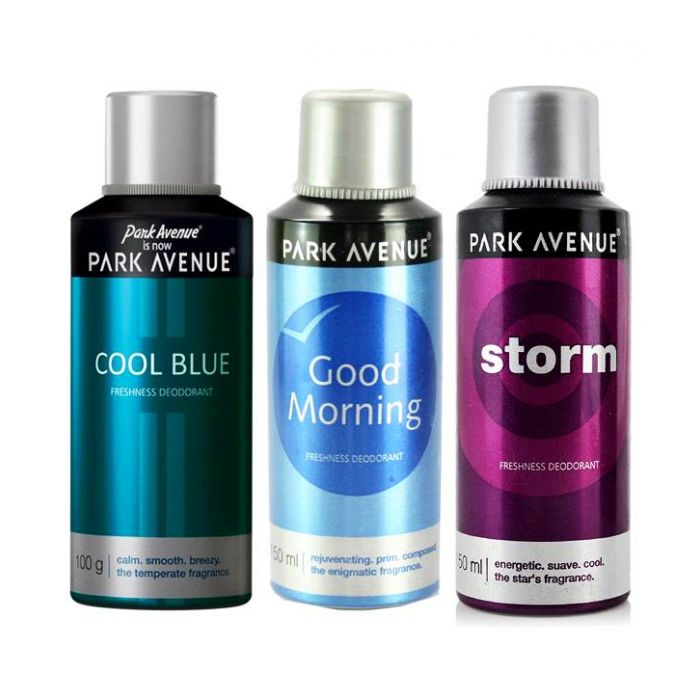 Park Avenue®
is now
PARK AVENUE®
COOL BLUE
FRESHNESS DEODORANT
100 g
calm. smooth. breezy.
the temperate fragrance.
PARK AVENUE®
Good
Morning
FRESHNESS DEODORANT
50 ml
rejuvenating. prim. composed.
the enigmatic fragrance.
PARK AVENUE®
storm
FRESHNESS DEODORANT
50 ml
energetic. suave. cool.
the star's fragrance.